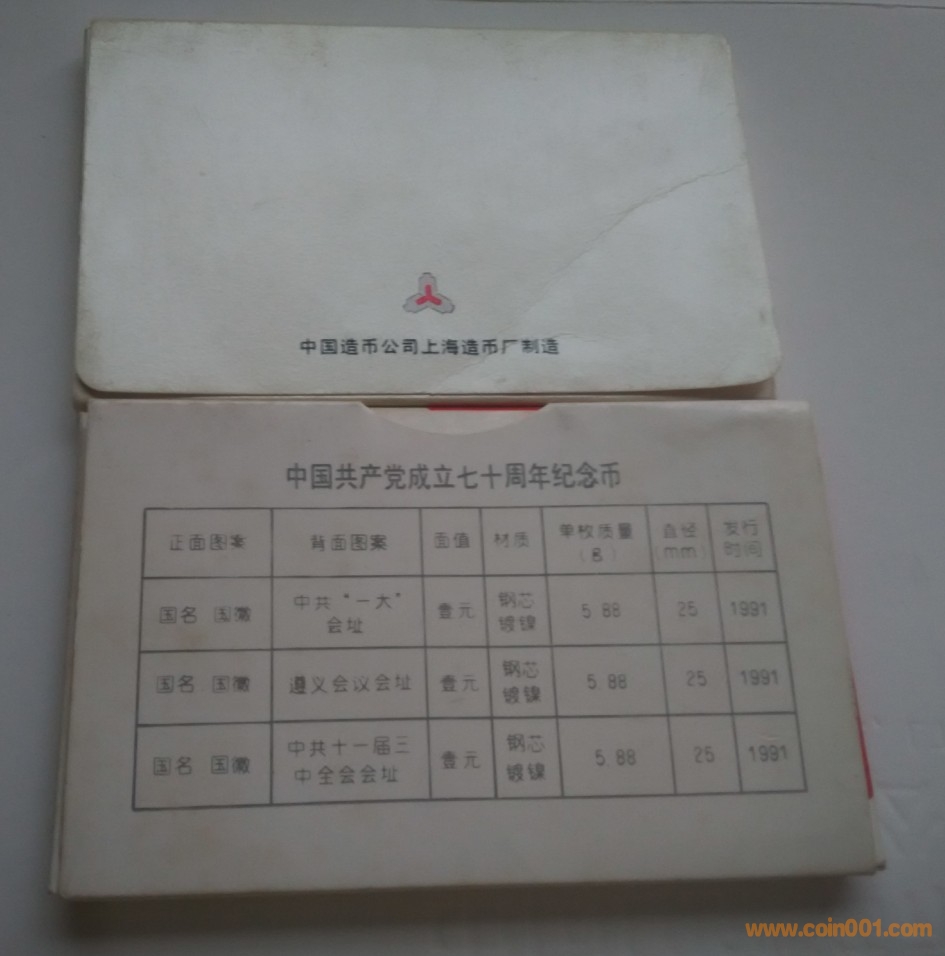 中国造币公司上海造币厂制造
中国共产党成立七十周年纪念币
正面图案 背面图案 面值 材质 单枚质量(g) 直径(mm) 发行时间
国名 国徽 中共“一大”会址 壹元 钢芯镀镍 5.88 25 1991
国名 国徽 遵义会议会址 壹元 钢芯镀镍 5.88 25 1991
国名 国徽 中共十一届三中全会会址 壹元 钢芯镀镍 5.88 25 1991
www.coin001.com